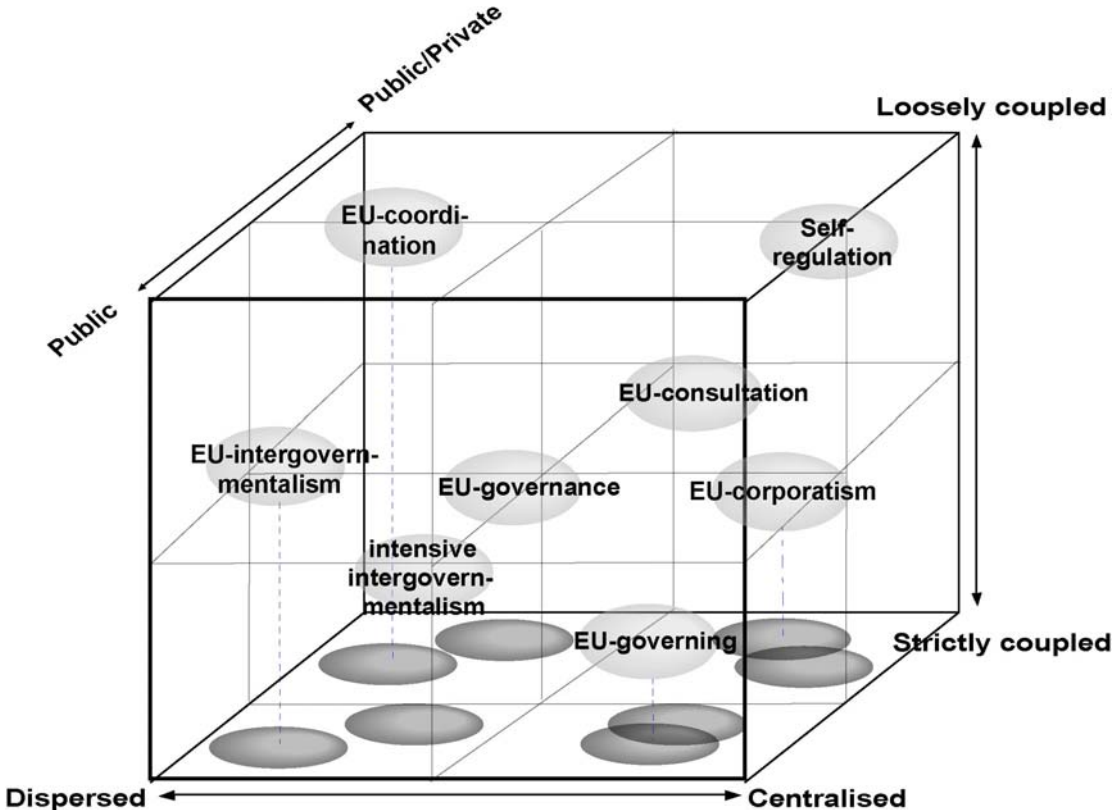 Public/Private
Loosely coupled
EU-coordi-
nation
Self-
regulation
Public
EU-consultation
EU-intergovern-
mentalism
EU-governance
EU-corporatism
intensive
intergovern-
mentalism
EU-governing
Strictly coupled
Dispersed
Centralised